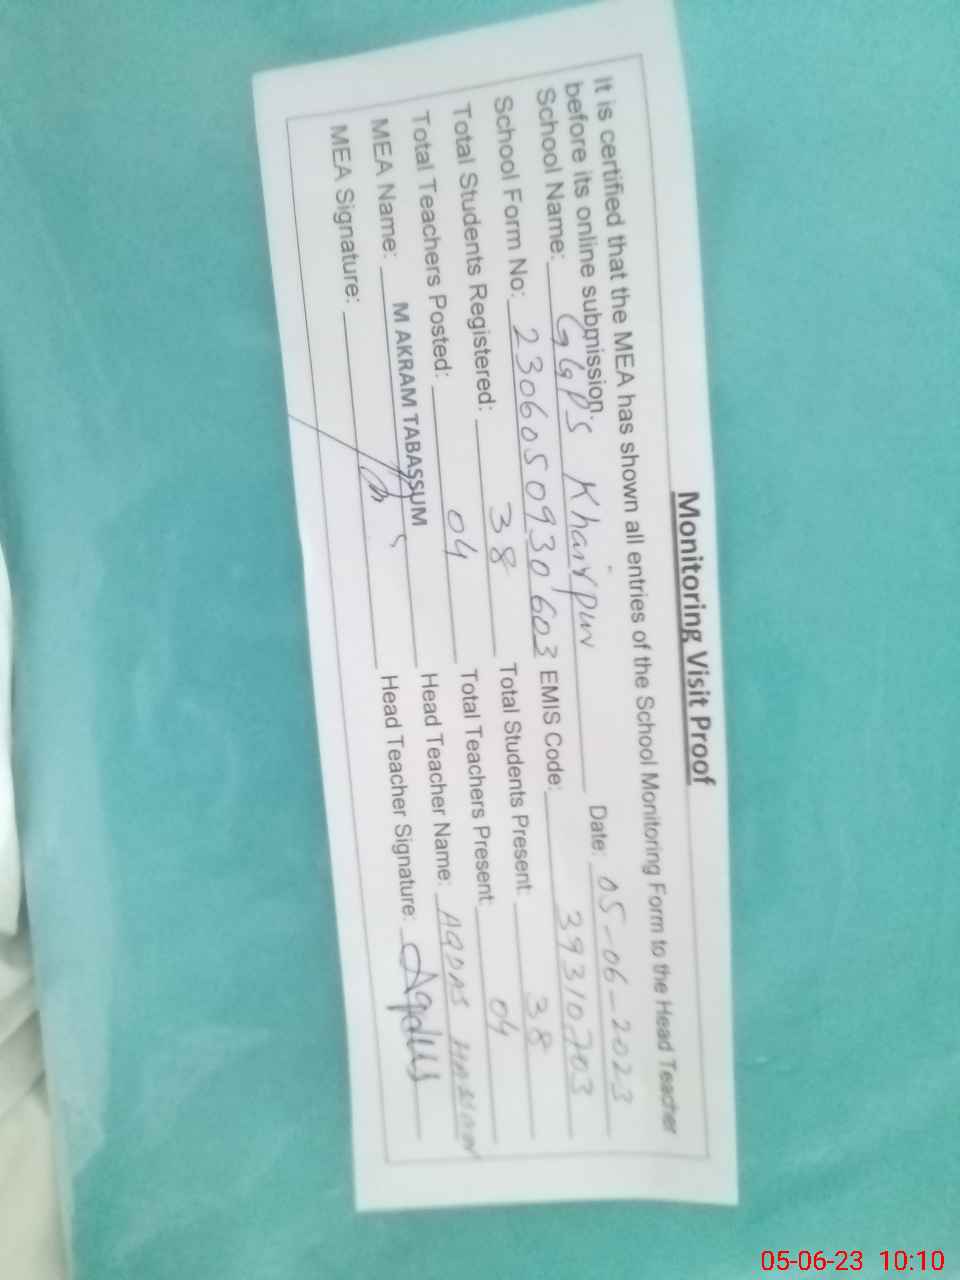 Monitoring Visit Proof
It is certified that the MEA has shown all entries of the School Monitoring Form to the Head Teacher
before its online submission.
School Name: GGPS Khairpur Date: 05-06-2023
School Form No: 2306050930603 EMIS Code: 39310703
Total Students Registered: 38 Total Students Present: 38
Total Teachers Posted: 04 Total Teachers Present: 04
MEA Name: M AKRAM TABASSUM Head Teacher Name: AQDAS
MEA Signature: Head Teacher Signature: Aqdus
05-06-23 10:10